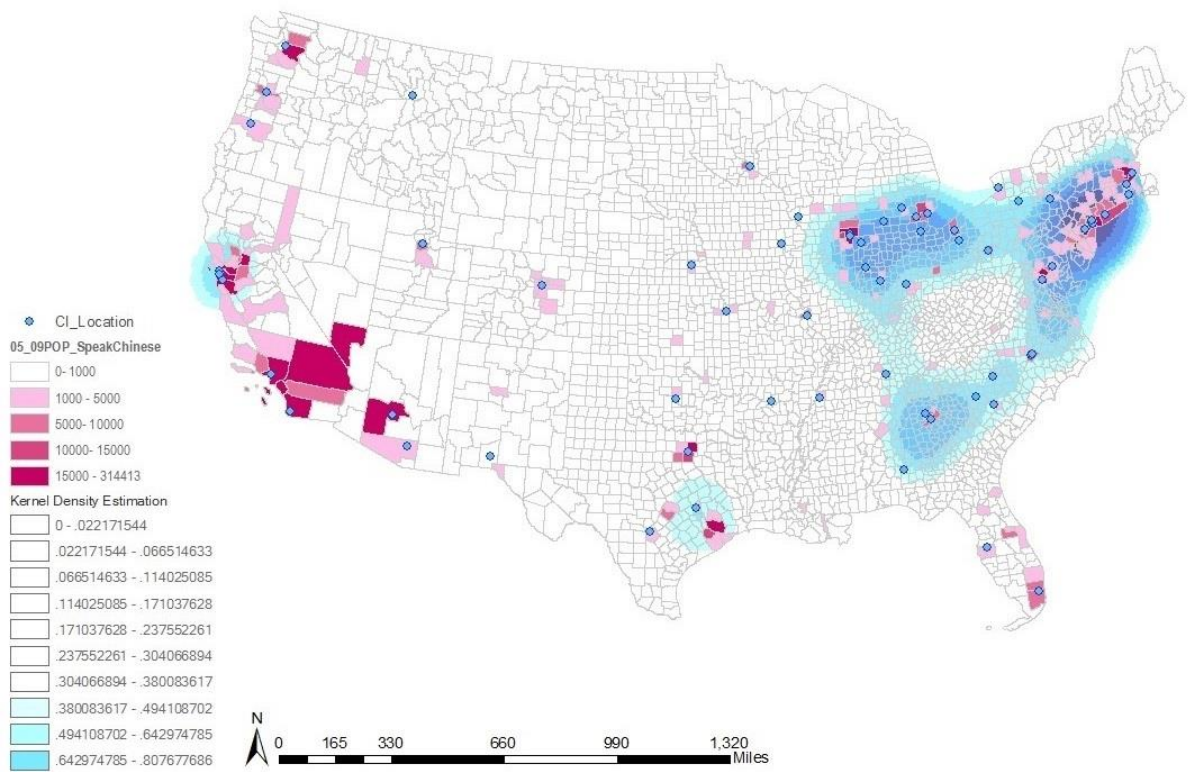 CI_Location
05_09POP_SpeakChinese
0- 1000
1000 - 5000
5000- 10000
10000- 15000
15000 - 314413
Kernel Density Estimation
0 - .022171544
.022171544 - .066514633
.066514633 - .114025085
.114025085 - .171037628
.171037628 - .237552261
.237552261 - .304066894
.304066894 - .380083617
.380083617 - .494108702
.494108702 - .642974785
.642974785 - .807677686
N
0 165 330 660 990 1,320
Miles